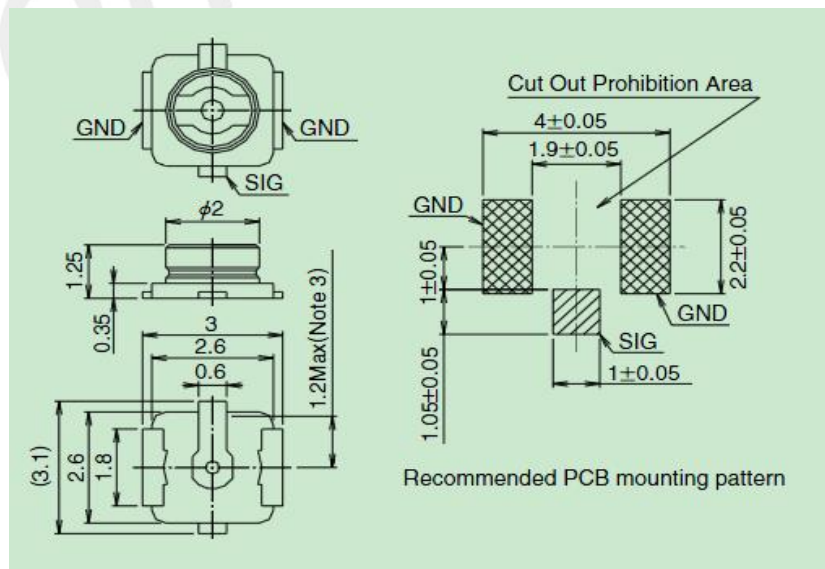 GND
GND
SIG
ϕ2
1.25
0.35
3
2.6
0.6
1.2Max(Note 3)
(3.1)
2.6
1.8
Cut Out Prohibition Area
4±0.05
1.9±0.05
GND
1±0.05
2.2±0.05
GND
SIG
1.05±0.05
1±0.05
Recommended PCB mounting pattern